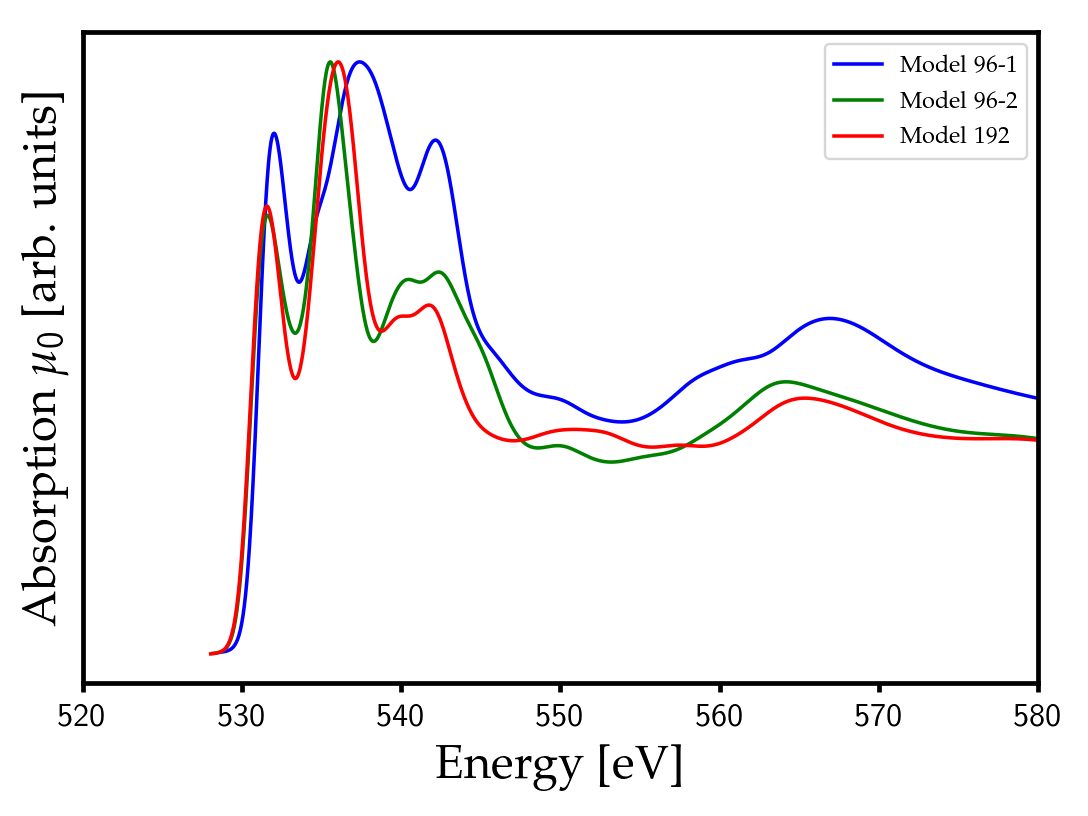 Absorption μ₀ [arb. units]
Model 96-1
Model 96-2
Model 192
520 530 540 550 560 570 580
Energy [eV]